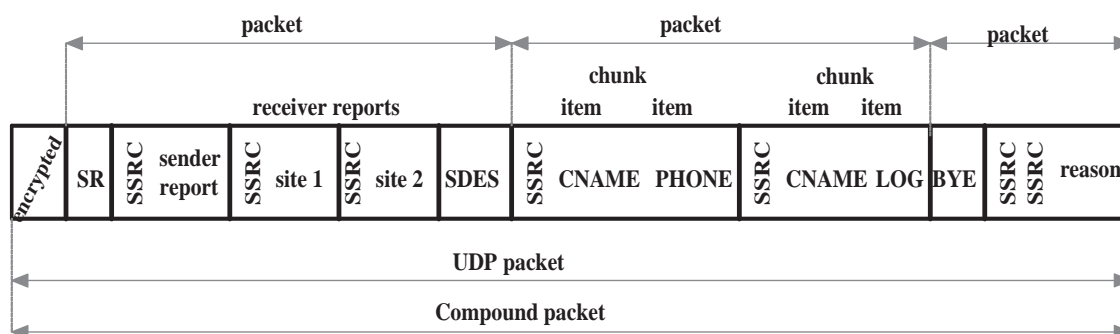 packet packet packet
chunk chunk
receiver reports item item item item
encrypted SR SSRC sender report SSRC site 1 SSRC site 2 SDES SSRC CNAME PHONE SSRC CNAME LOG BYE SSRC SSRC reason
UDP packet
Compound packet